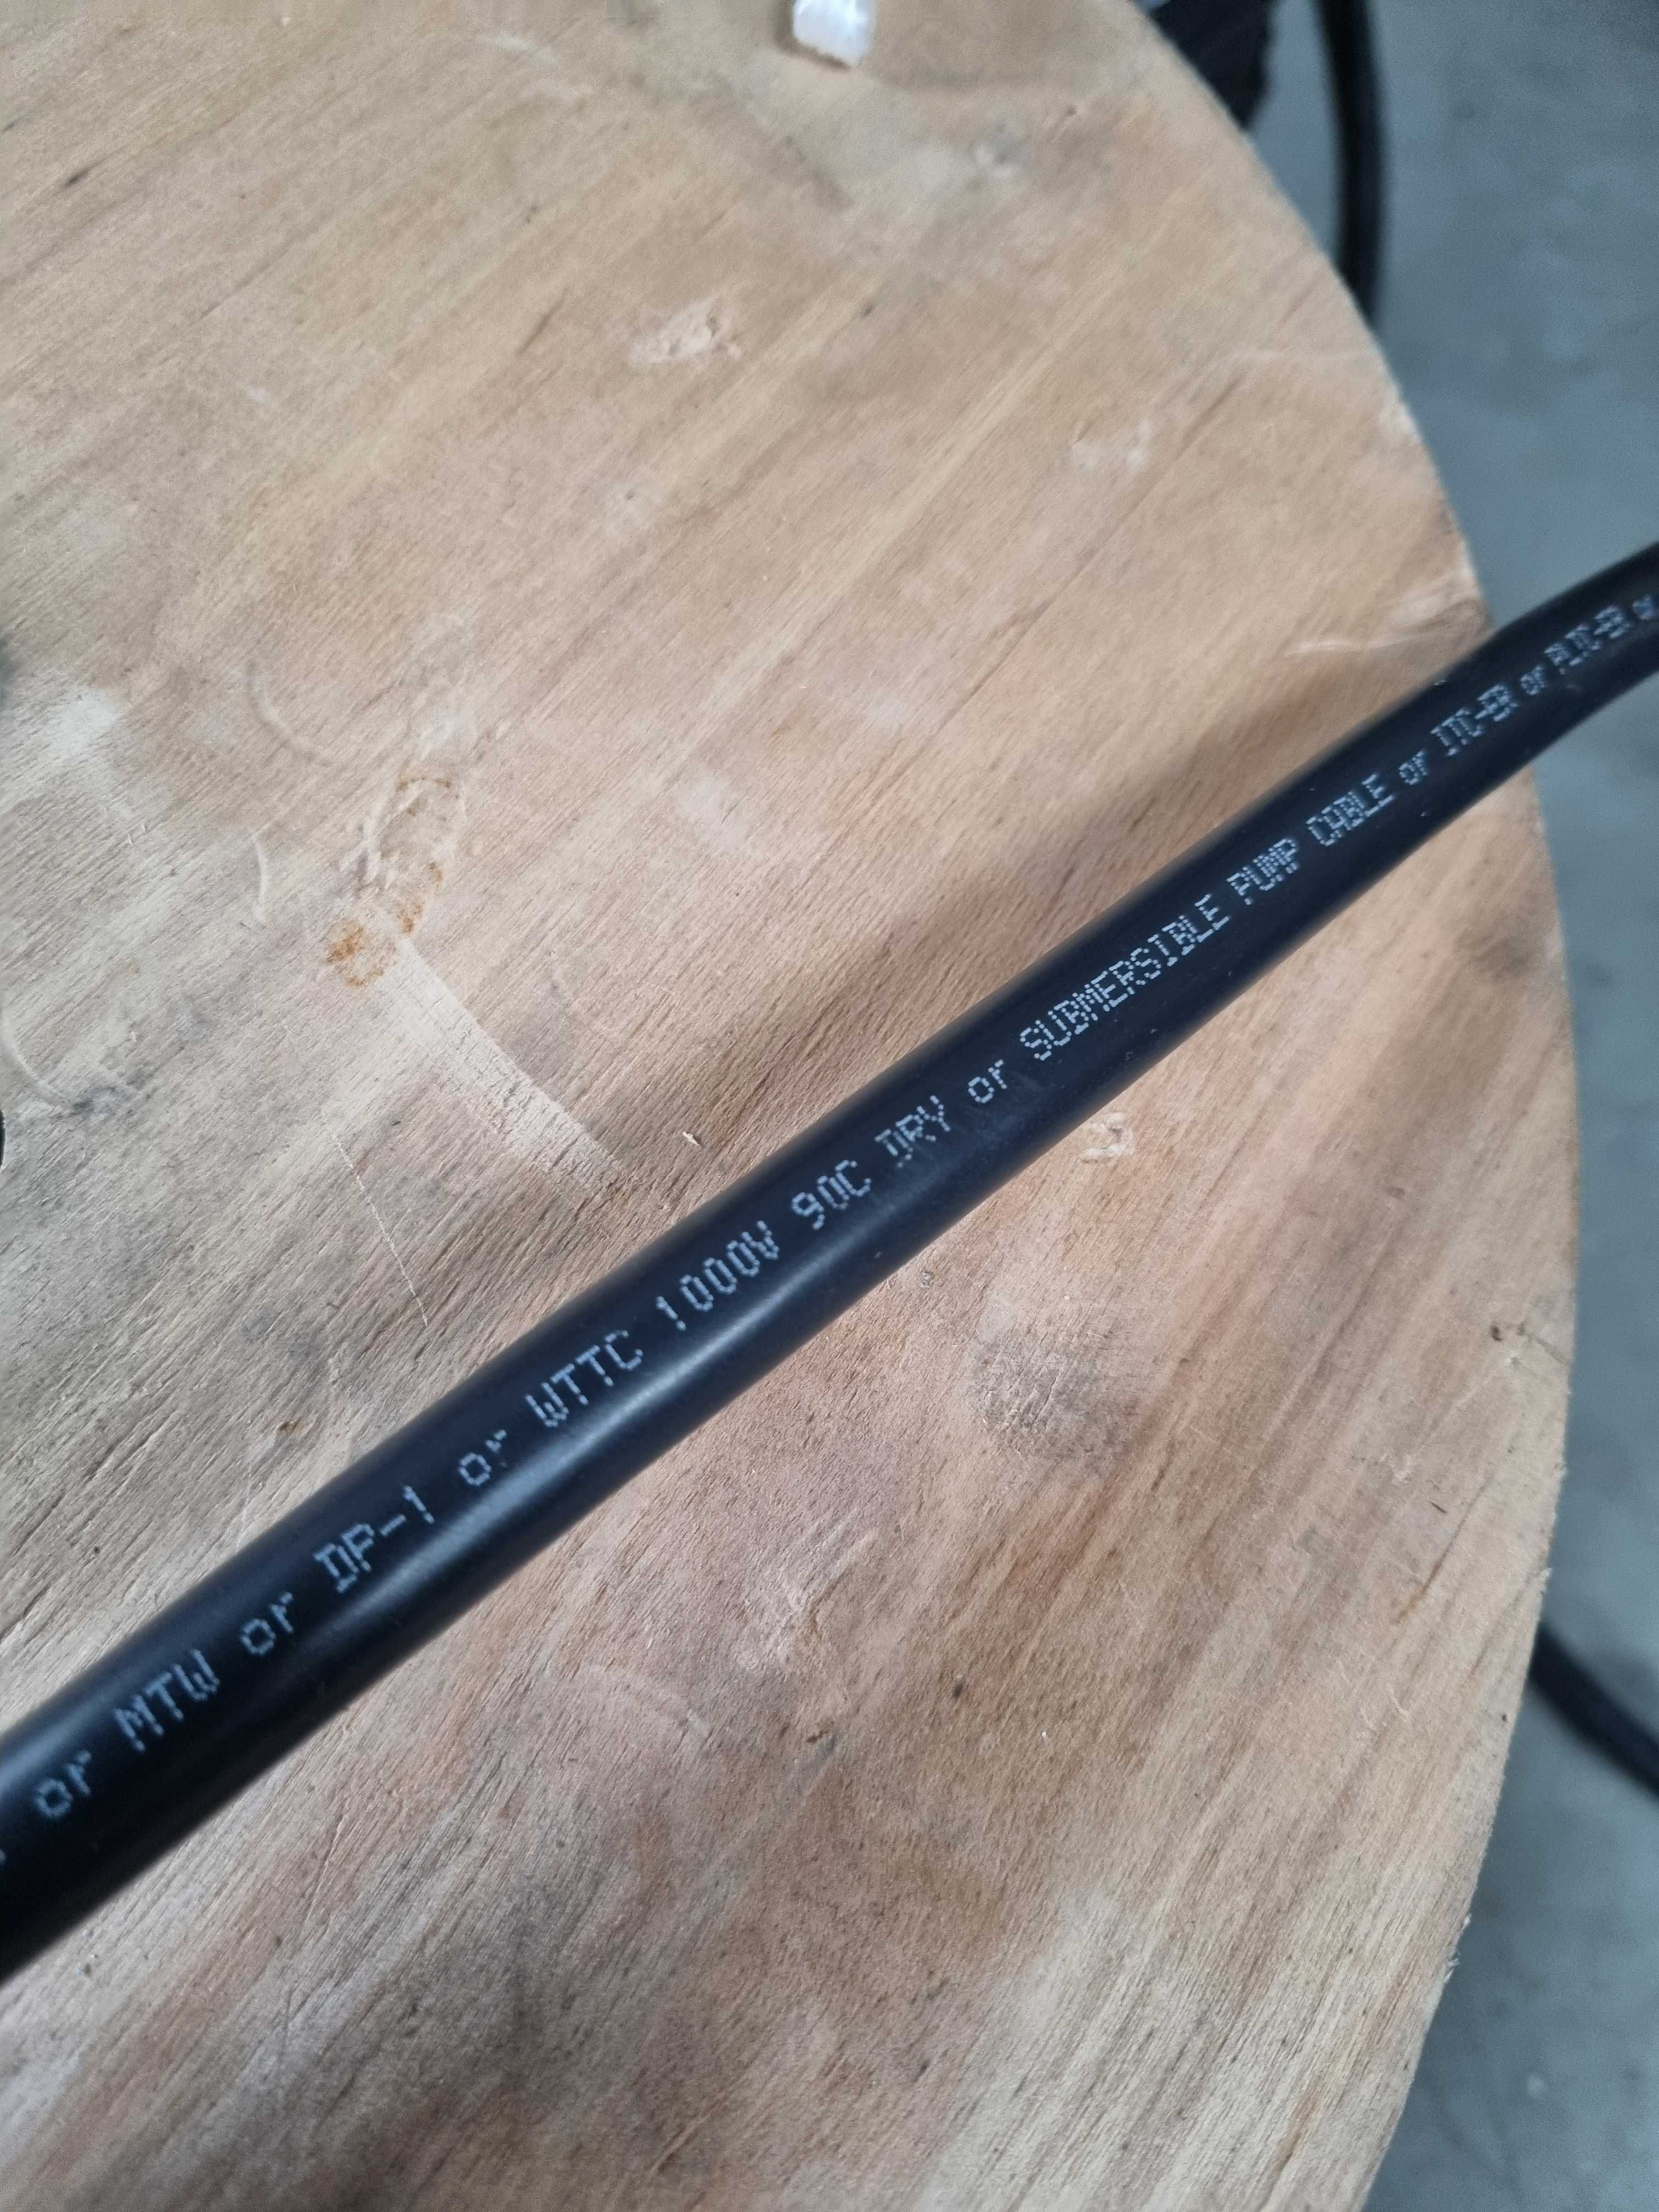 or MTW or DP-1 or WTTC 1000V 90C DRY or SUBMERSIBLE PUMP CABLE or ITC-ER or PLTC-ER or